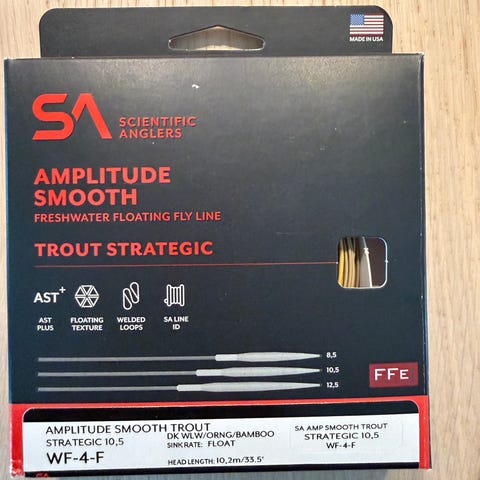 MADE IN USA
SA SCIENTIFIC
ANGLERS
AMPLITUDE
SMOOTH
FRESHWATER FLOATING FLY LINE
TROUT STRATEGIC
AST+
AST
PLUS
FLOATING
TEXTURE
WELDED
LOOPS
SA LINE
ID
8,5
10,5
12,5
FFE
AMPLITUDE SMOOTH TROUT
STRATEGIC 10,5
DK WLW/ORNG/BAMBOO
SINK RATE: FLOAT
WF-4-F
HEAD LENGTH: 10,2m/33.5'
SA AMP SMOOTH TROUT
STRATEGIC 10,5
WF-4-F